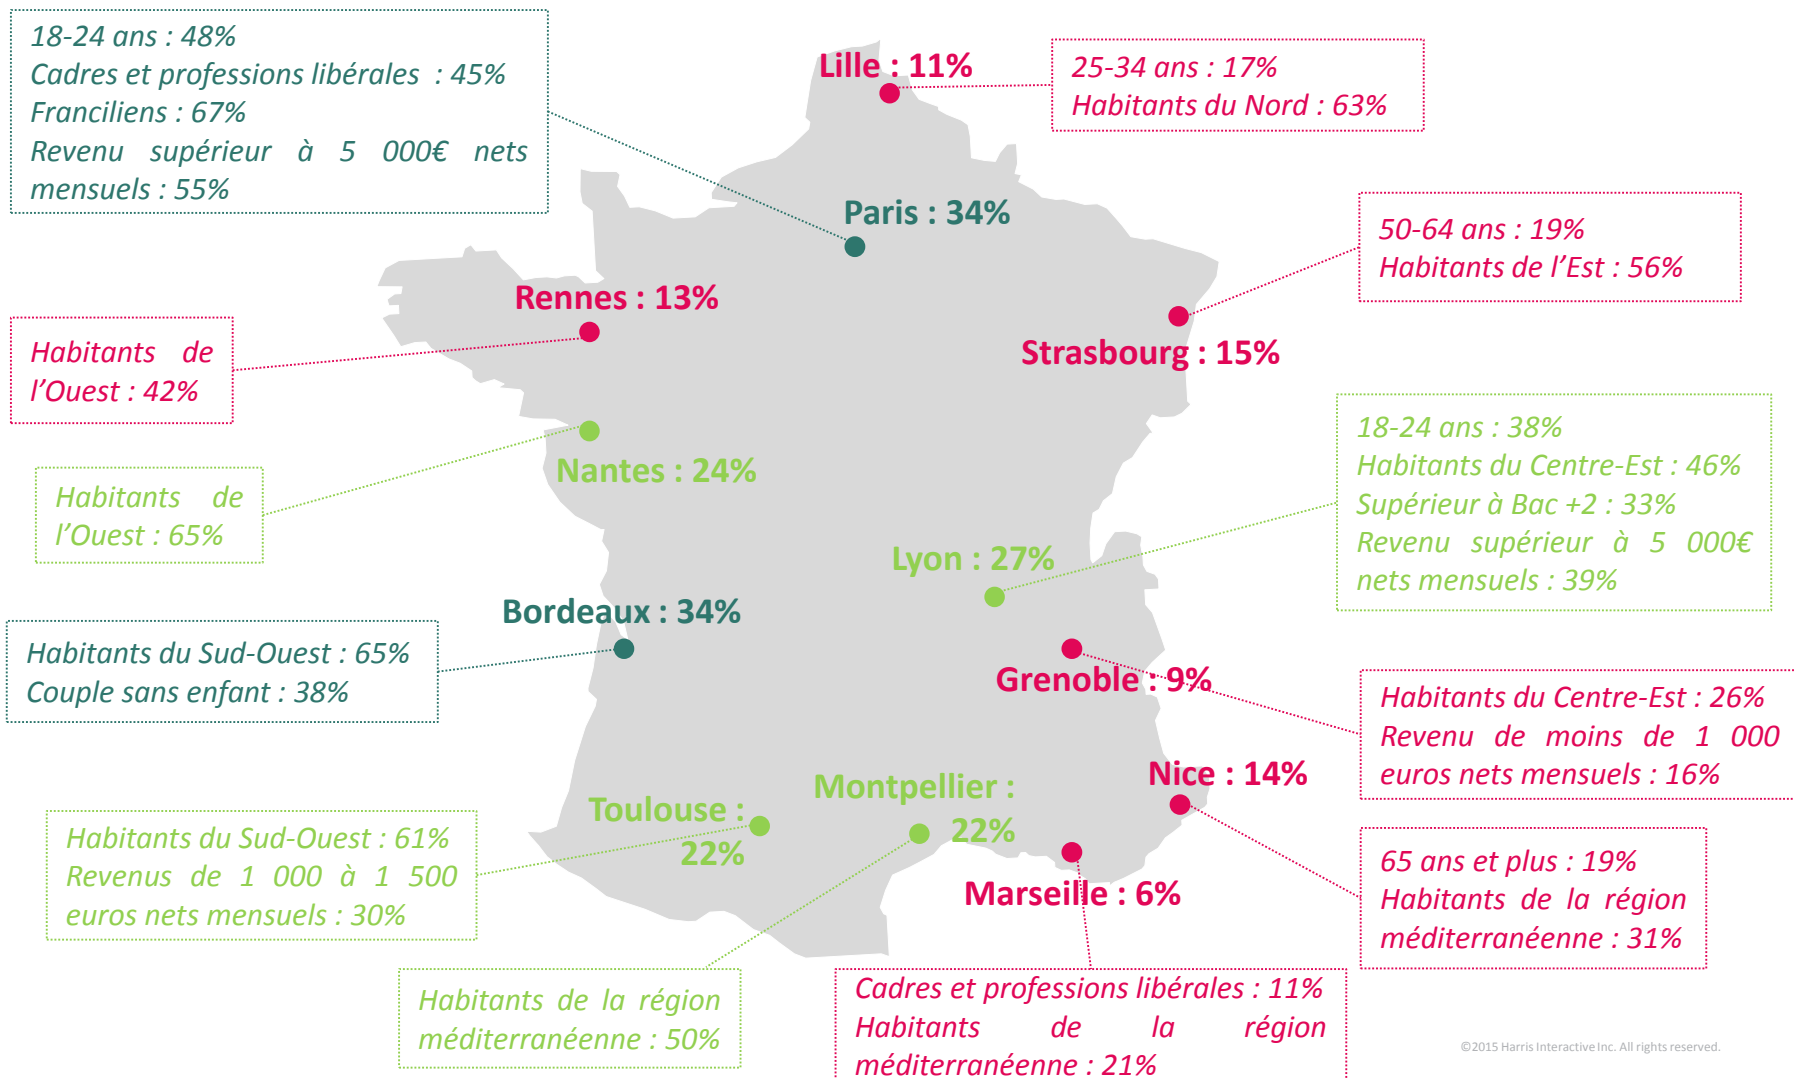 18-24 ans : 48%
Cadres et professions libérales : 45%
Franciliens : 67%
Revenu supérieur à 5 000€ nets
mensuels : 55%
Lille : 11%
25-34 ans : 17%
Habitants du Nord : 63%
Paris : 34%
50-64 ans : 19%
Habitants de l'Est : 56%
Rennes : 13%
Strasbourg : 15%
Habitants de
l'Ouest : 42%
Nantes : 24%
Habitants de
l'Ouest : 65%
18-24 ans : 38%
Habitants du Centre-Est : 46%
Supérieur à Bac +2 : 33%
Revenu supérieur à 5 000€
nets mensuels : 39%
Lyon : 27%
Bordeaux : 34%
Habitants du Sud-Ouest : 65%
Couple sans enfant : 38%
Grenoble : 9%
Habitants du Centre-Est : 26%
Revenu de moins de 1 000
euros nets mensuels : 16%
Nice : 14%
Montpellier :
22%
Toulouse :
22%
Habitants du Sud-Ouest : 61%
Revenus de 1 000 à 1 500
euros nets mensuels : 30%
65 ans et plus : 19%
Habitants de la région
méditerranéenne : 31%
Marseille : 6%
Habitants de la région
méditerranéenne : 50%
Cadres et professions libérales : 11%
Habitants de la région
méditerranéenne : 21%
©2015 Harris Interactive Inc. All rights reserved.